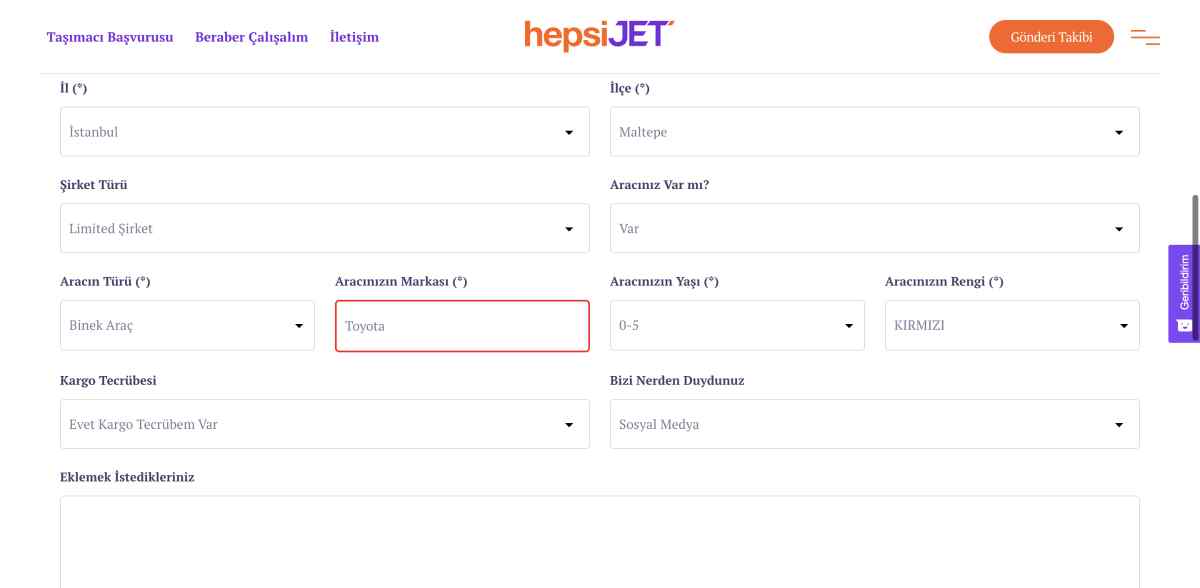 Taşımacı Başvurusu Beraber Çalışalım İletişim
hepsiJET
Gönderi Takibi
İl (*) İlçe (*)
İstanbul Maltepe
Şirket Türü Aracınız Var mı?
Limited Şirket Var
Aracın Türü (*) Aracınızın Markası (*) Aracınızın Yaşı (*) Aracınızın Rengi (*)
Binek Araç Toyota 0-5 KIRMIZI
Kargo Tecrübesi Bizi Nerden Duydunuz
Evet Kargo Tecrübem Var Sosyal Medya
Eklemek İstedikleriniz
Geribildirim